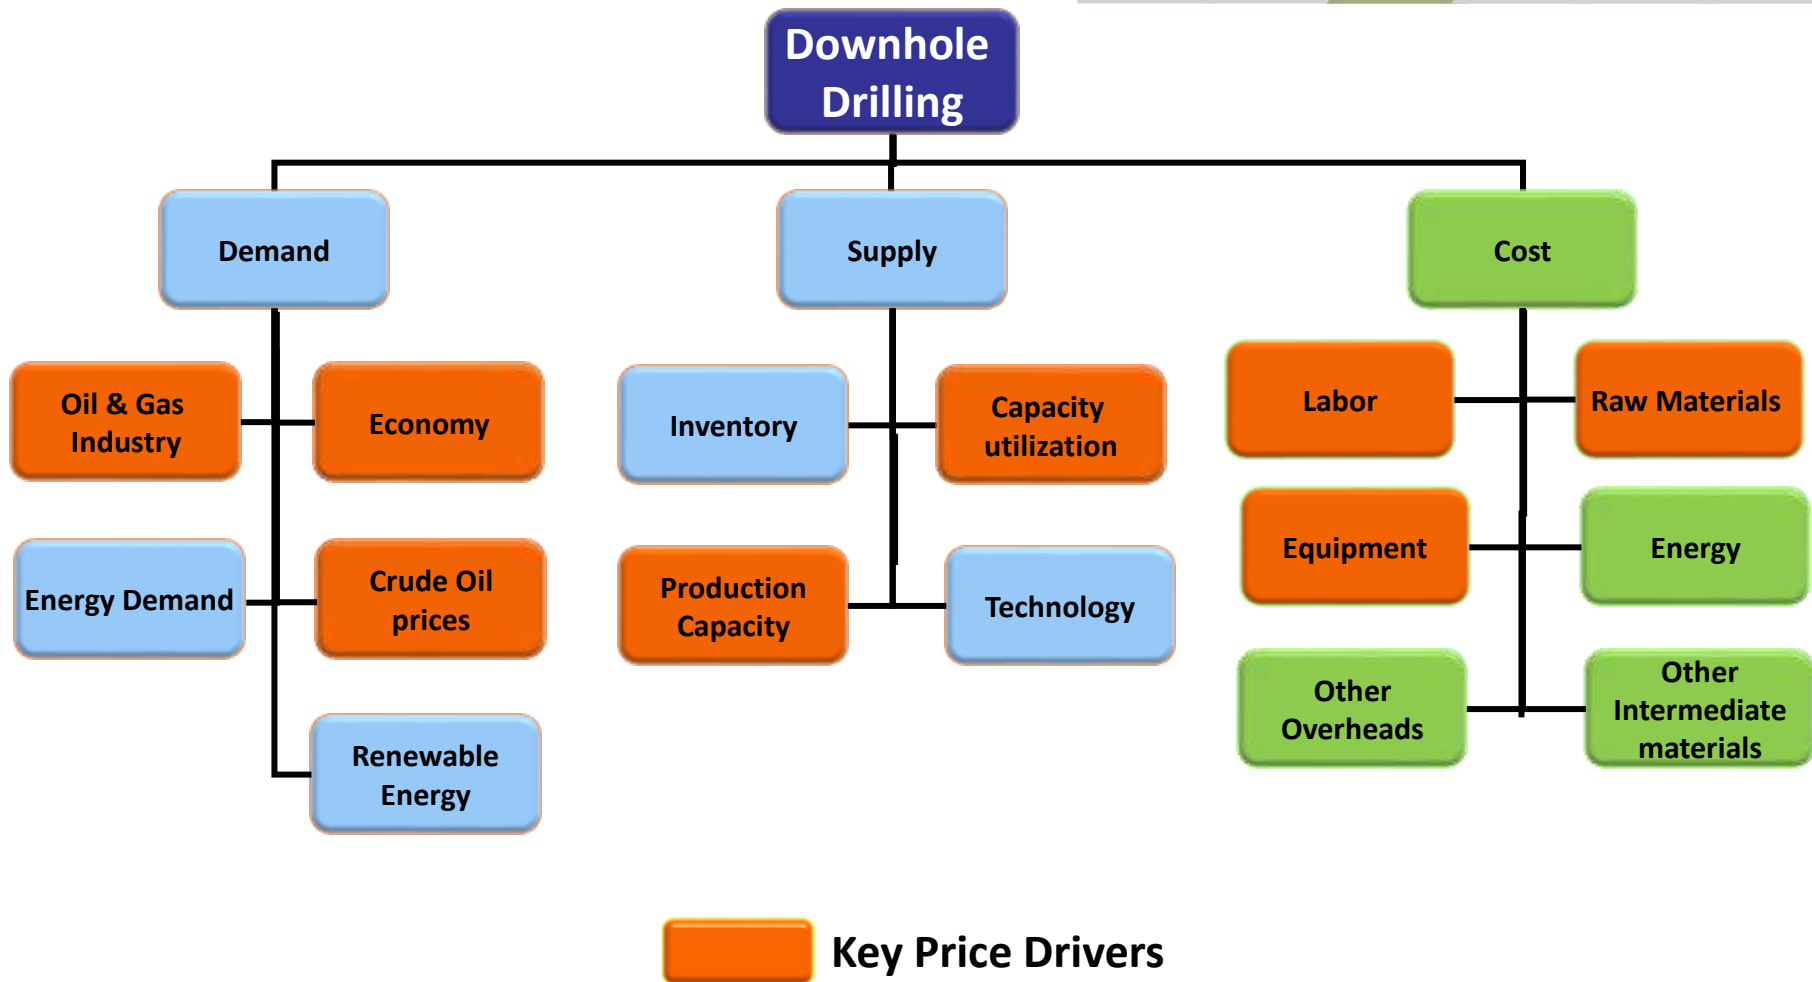 Downhole
Drilling
Demand
Supply
Cost
Oil & Gas
Industry
Economy
Energy Demand
Crude Oil
prices
Renewable
Energy
Inventory
Capacity
utilization
Production
Capacity
Technology
Labor
Raw Materials
Equipment
Energy
Other
Overheads
Other
Intermediate
materials
Key Price Drivers